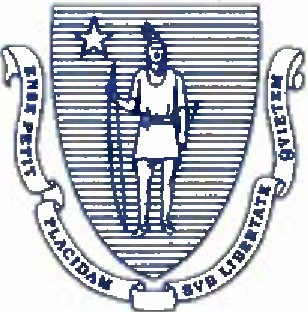 ENSE PETIT
PLACIDAM
SVB LIBERTATE
QVIETEM